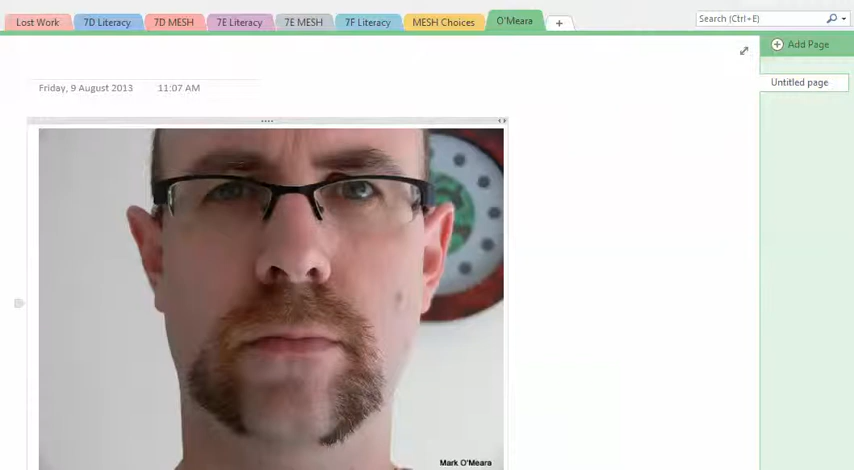 Lost Work
7D Literacy
7D MESH
7E Literacy
7E MESH
7F Literacy
MESH Choices
O'Meara
Search (Ctrl+E)
Add Page
Untitled page
Friday, 9 August 2013
11:07 AM
Mark O'Meara